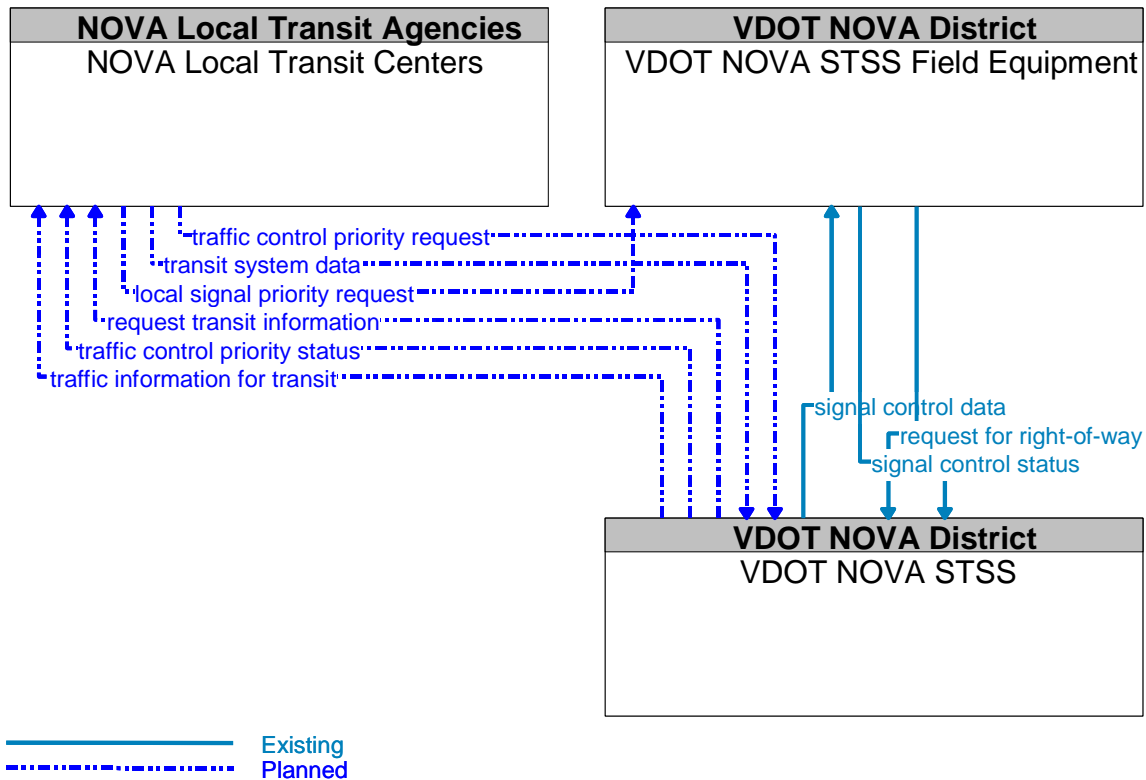 NOVA Local Transit Agencies
NOVA Local Transit Centers
VDOT NOVA District
VDOT NOVA STSS Field Equipment
traffic control priority request
transit system data
local signal priority request
request transit information
traffic control priority status
traffic information for transit
signal control data
request for right-of-way
signal control status
VDOT NOVA District
VDOT NOVA STSS
Existing
Planned